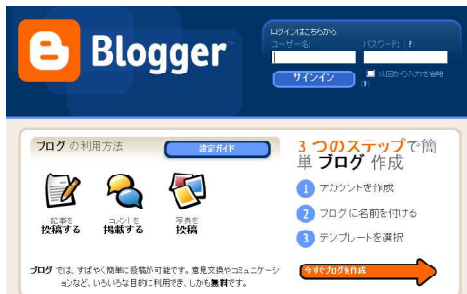 Blogger™
ログインはこちらから
ユーザー名:
パスワード: (?)
サインイン
次回から入力を省略
(?)
ブログ の利用方法
設定ガイド
記事を
投稿する
コメントを
掲載する
写真を
投稿
ブログ では、すばやく簡単に投稿が可能です。意見交換やコミュニケーシ
ョンなど、いろいろな目的に利用でき、しかも無料です。
3 つのステップで簡
単 ブログ 作成
1 アカウントを作成
2 ブログに名前を付ける
3 テンプレートを選択
今すぐブログを作成